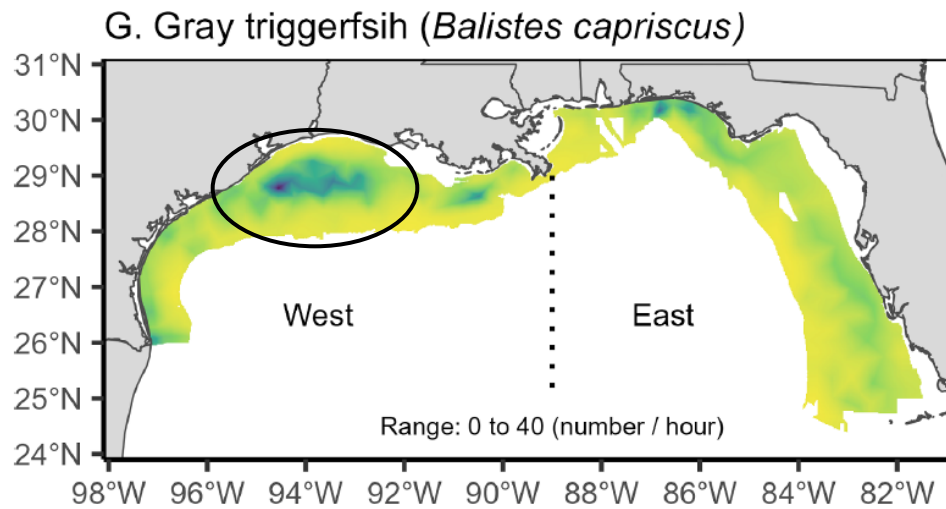 G. Gray triggerfsih (Balistes capriscus)
31°N
30°N
29°N
28°N
27°N
26°N
25°N
24°N
West
East
Range: 0 to 40 (number / hour)
98°W 96°W 94°W 92°W 90°W 88°W 86°W 84°W 82°W